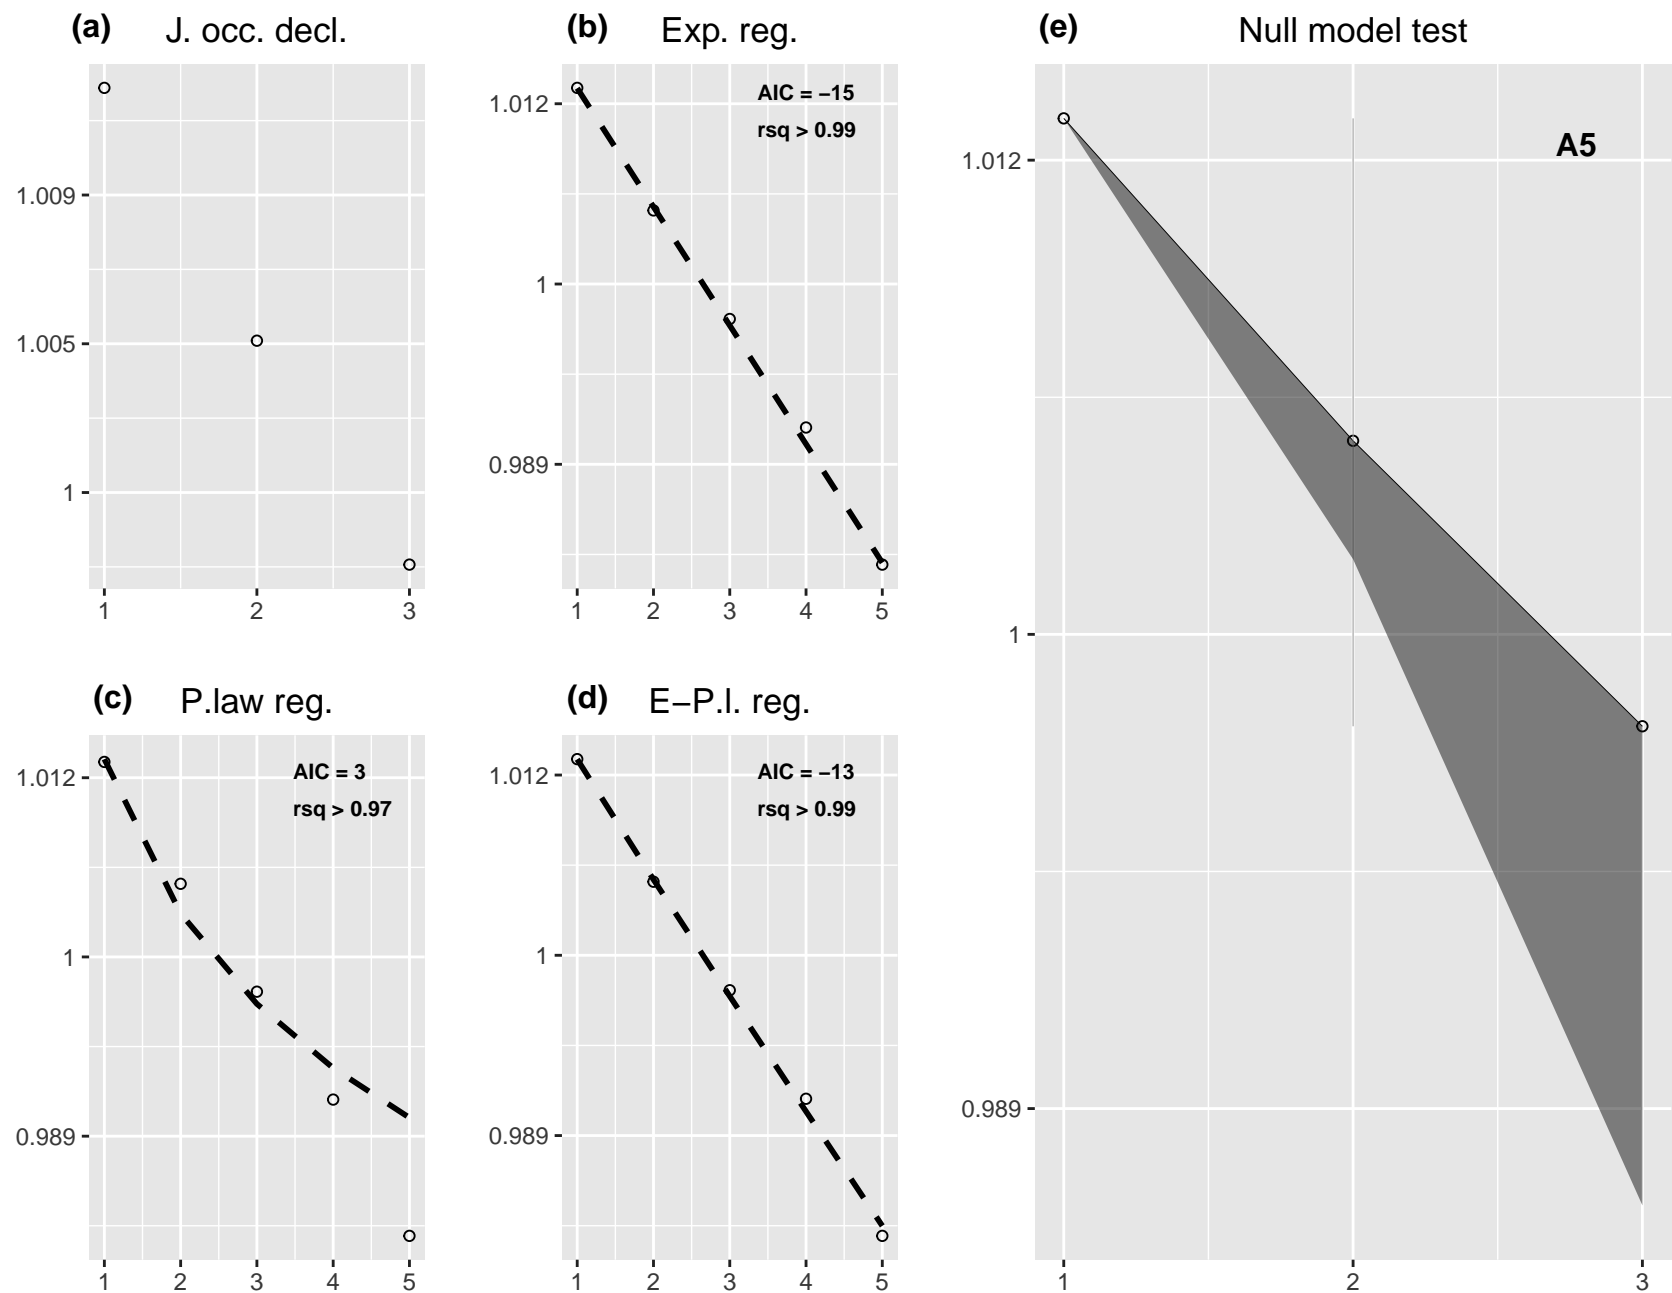 (a) J. occ. decl.
1.009
1.005
1
1 2 3
(b) Exp. reg.
AIC = −15
rsq > 0.99
1.012
1
0.989
1 2 3 4 5
(c) P.law reg.
AIC = 3
rsq > 0.97
1.012
1
0.989
1 2 3 4 5
(d) E−P.l. reg.
AIC = −13
rsq > 0.99
1.012
1
0.989
1 2 3 4 5
(e) Null model test
A5
1.012
1
0.989
1 2 3